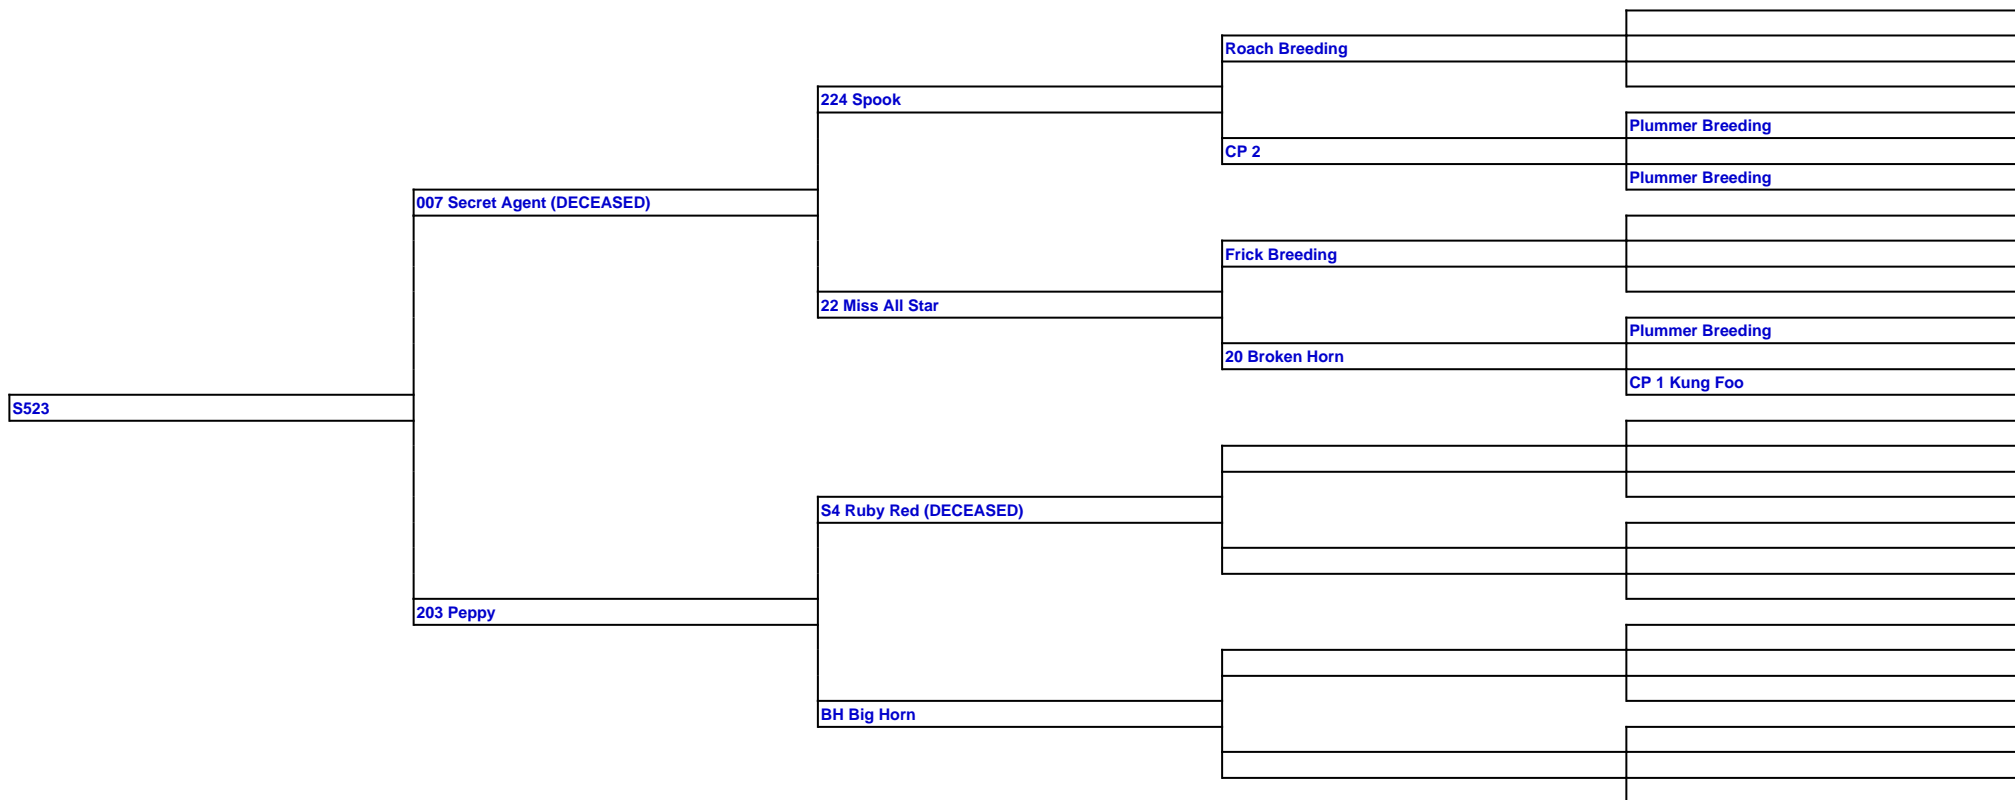 Roach Breeding
224 Spook
Plummer Breeding
CP 2
Plummer Breeding
007 Secret Agent (DECEASED)
Frick Breeding
22 Miss All Star
Plummer Breeding
20 Broken Horn
CP 1 Kung Foo
S523
S4 Ruby Red (DECEASED)
203 Peppy
BH Big Horn